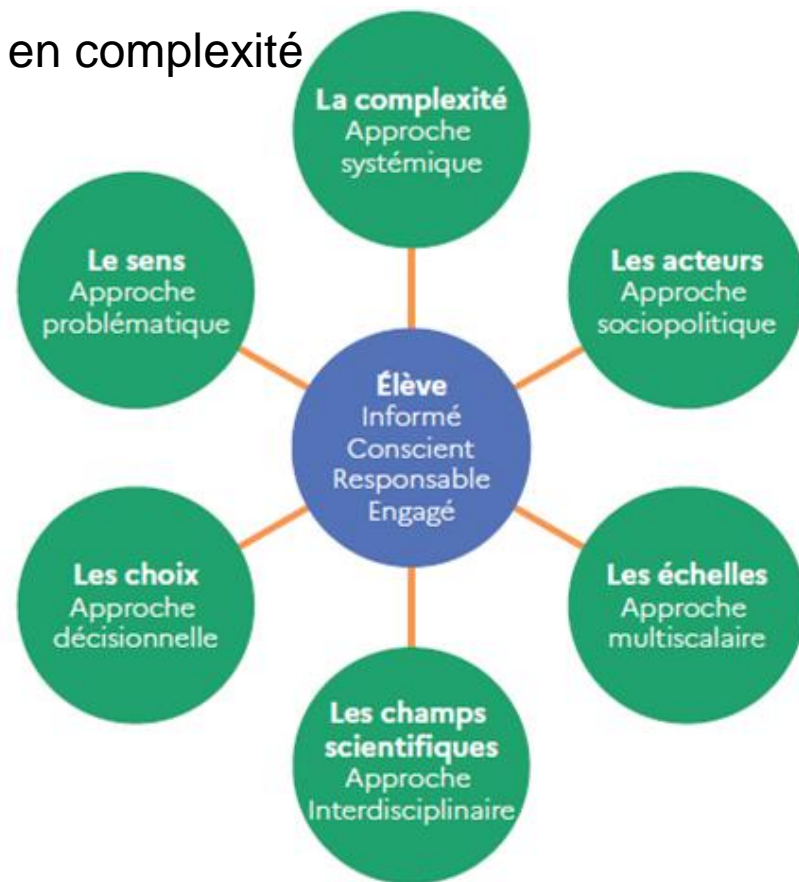 en complexité
La complexité
Approche
systémique
Le sens
Approche
problématique
Les acteurs
Approche
sociopolitique
Élève
Informé
Conscient
Responsable
Engagé
Les choix
Approche
décisionnelle
Les échelles
Approche
multiscalaire
Les champs
scientifiques
Approche
Interdisciplinaire